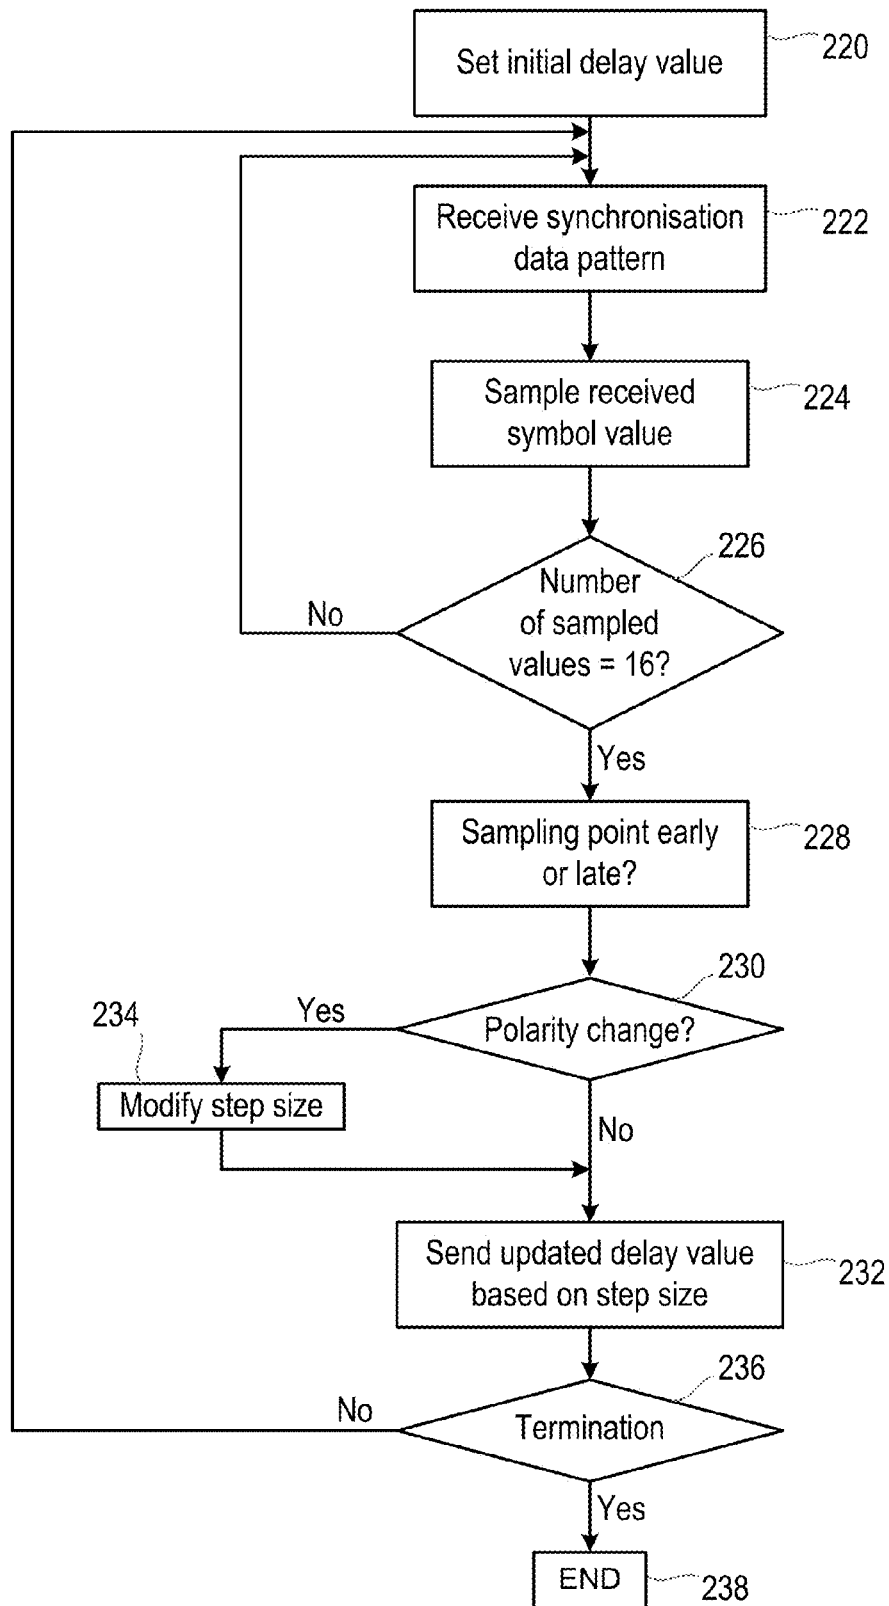 Set initial delay value
220
Receive synchronisation
data pattern
222
Sample received
symbol value
224
226
Number
of sampled
values = 16?
No
Yes
Sampling point early
or late?
228
230
Polarity change?
Yes
234
Modify step size
No
Send updated delay value
based on step size
232
236
Termination
No
Yes
END
238